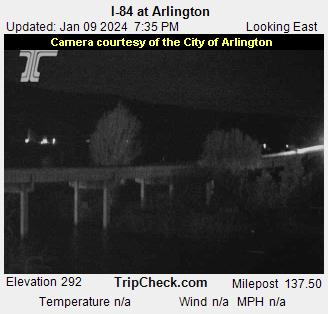 I-84 at Arlington
Updated: Jan 09 2024 7:35 PM Looking East
Camera courtesy of the City of Arlington
Elevation 292 TripCheck.com Milepost 137.50
Temperature n/a Wind n/a MPH n/a